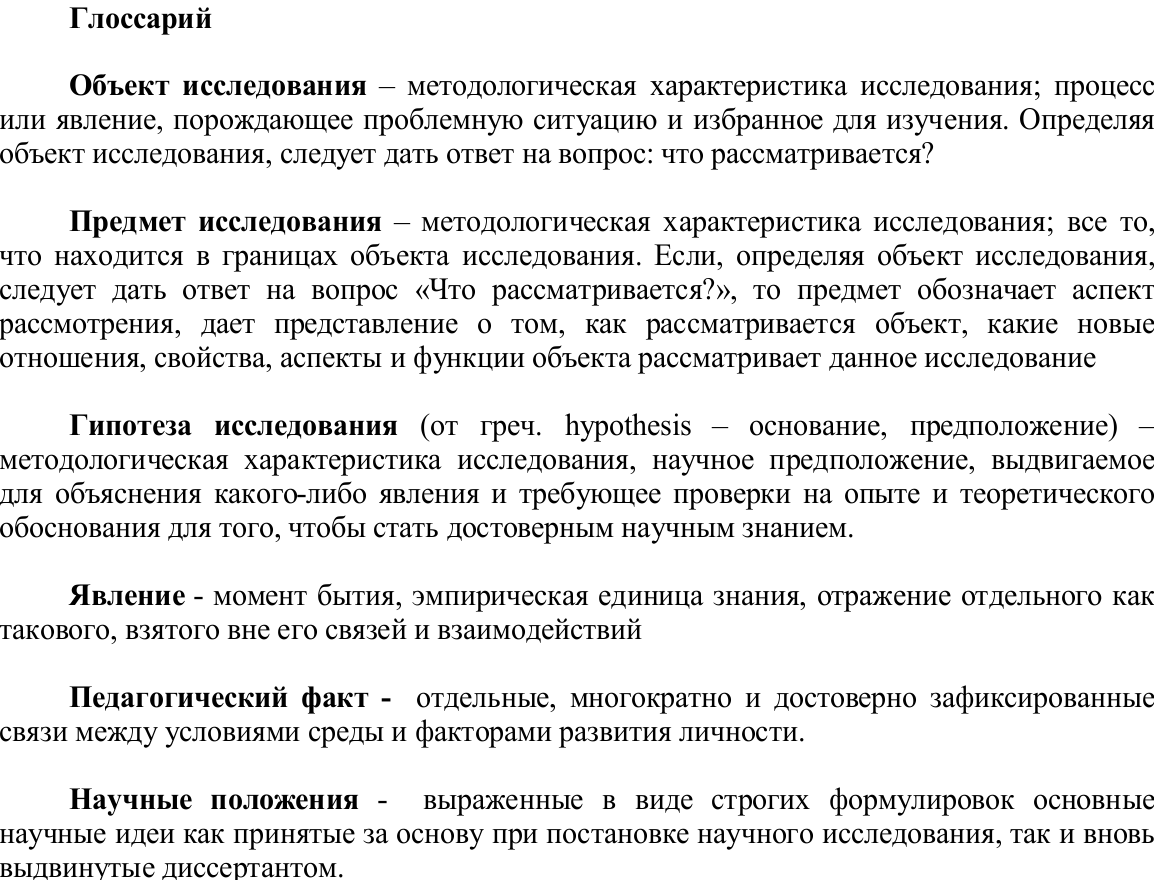 Глоссарий
Объект исследования – методологическая характеристика исследования; процесс
или явление, порождающее проблемную ситуацию и избранное для изучения. Определяя
объект исследования, следует дать ответ на вопрос: что рассматривается?
Предмет исследования – методологическая характеристика исследования; все то,
что находится в границах объекта исследования. Если, определяя объект исследования,
следует дать ответ на вопрос «Что рассматривается?», то предмет обозначает аспект
рассмотрения, дает представление о том, как рассматривается объект, какие новые
отношения, свойства, аспекты и функции объекта рассматривает данное исследование
Гипотеза исследования (от греч. hypothesis – основание, предположение) –
методологическая характеристика исследования, научное предположение, выдвигаемое
для объяснения какого-либо явления и требующее проверки на опыте и теоретического
обоснования для того, чтобы стать достоверным научным знанием.
Явление - момент бытия, эмпирическая единица знания, отражение отдельного как
такового, взятого вне его связей и взаимодействий
Педагогический факт - отдельные, многократно и достоверно зафиксированные
связи между условиями среды и факторами развития личности.
Научные положения - выраженные в виде строгих формулировок основные
научные идеи как принятые за основу при постановке научного исследования, так и вновь
выдвинутые диссертантом.